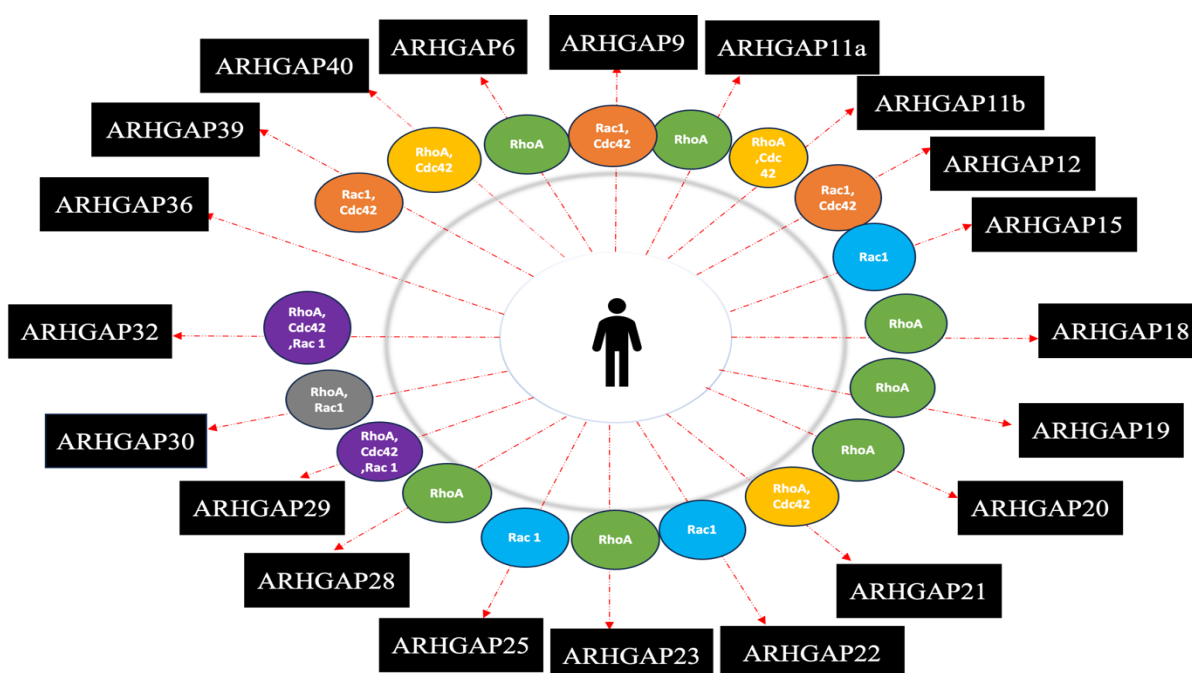 ARHGAP6
ARHGAP9
ARHGAP11a
ARHGAP40
ARHGAP11b
ARHGAP39
ARHGAP12
ARHGAP36
ARHGAP15
ARHGAP32
ARHGAP18
ARHGAP30
ARHGAP19
ARHGAP29
ARHGAP20
ARHGAP28
ARHGAP21
ARHGAP25
ARHGAP23
ARHGAP22
RhoA
Rac1,
Cdc42
RhoA
RhoA
,Cdc
42
Rac1,
Cdc42
Rac1
RhoA
RhoA
RhoA
RhoA,
Cdc42
Rac1
RhoA
Rac 1
RhoA
RhoA,
Cdc42
,Rac 1
RhoA,
Rac1
RhoA,
Cdc42
,Rac 1
Rac1,
Cdc42
RhoA,
Cdc42